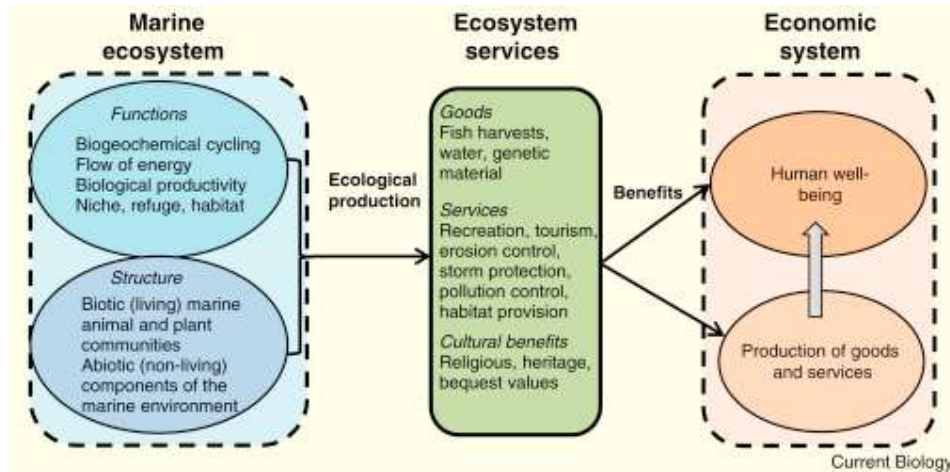 Marine
ecosystem
Ecosystem
services
Economic
system
Functions
Biogeochemical cycling
Flow of energy
Biological productivity
Niche, refuge, habitat
Structure
Biotic (living) marine
animal and plant
communities
Abiotic (non-living)
components of the
marine environment
Ecological
production
Goods
Fish harvests,
water, genetic
material
Services
Recreation, tourism,
erosion control,
storm protection,
pollution control,
habitat provision
Cultural benefits
Religious, heritage,
bequest values
Benefits
Human well-
being
Production of goods
and services
Current Biology